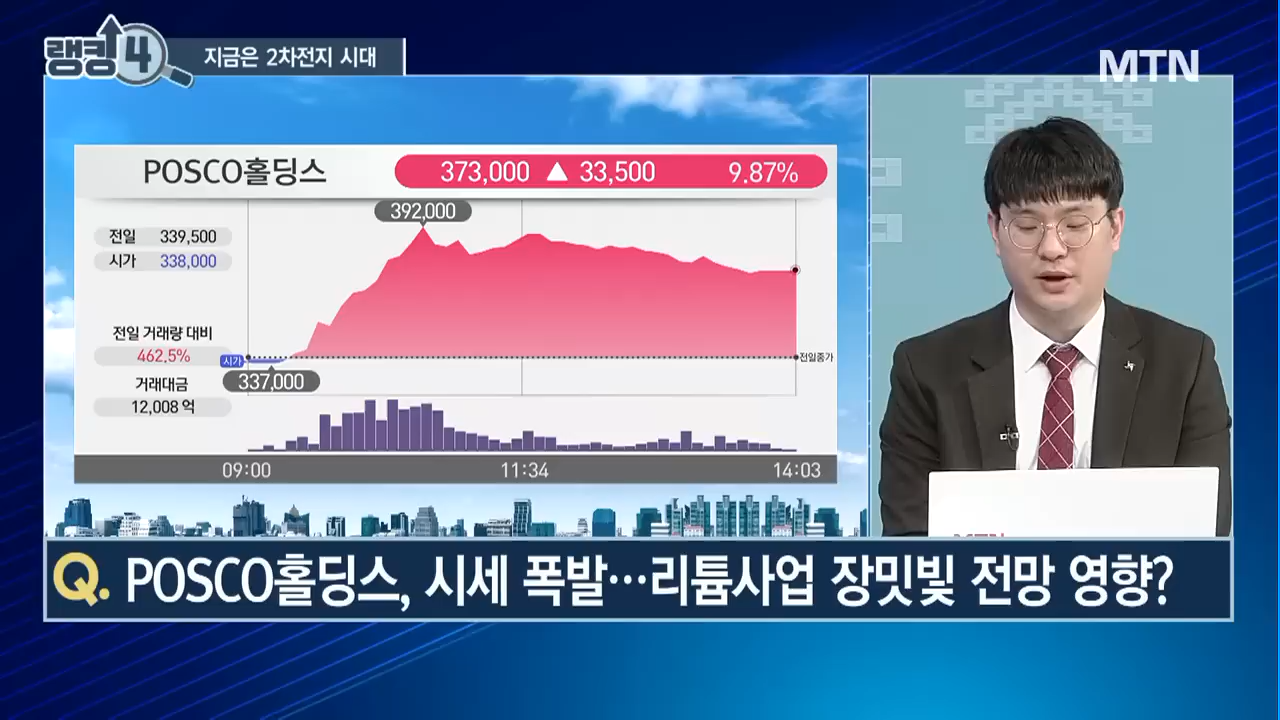 랭킹4
지금은 2차전지 시대
MTN
POSCO홀딩스
373,000 ▲ 33,500 9.87%
392,000
전일 339,500
시가 338,000
전일 거래량 대비
462.5%
시가
전일종가
337,000
거래대금
12,008 억
09:00 11:34 14:03
Q. POSCO홀딩스, 시세 폭발…리튬사업 장밋빛 전망 영향?